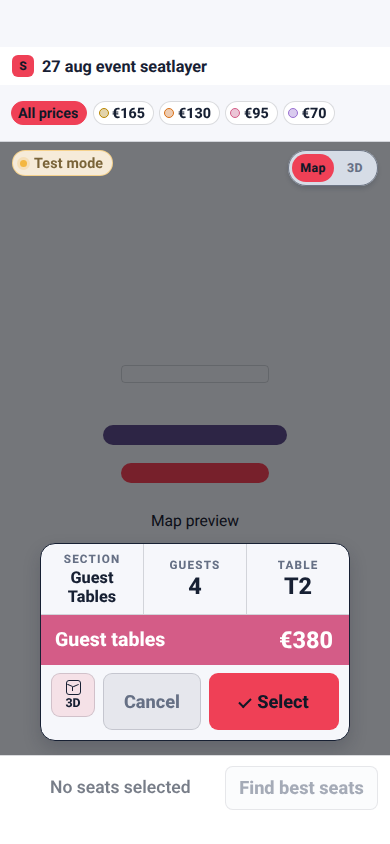 S 27 aug event seatlayer
All prices €165 €130 €95 €70
Test mode
Map 3D
Map preview
SECTION GUESTS TABLE
Guest Tables 4 T2
Guest tables €380
3D Cancel Select
No seats selected Find best seats